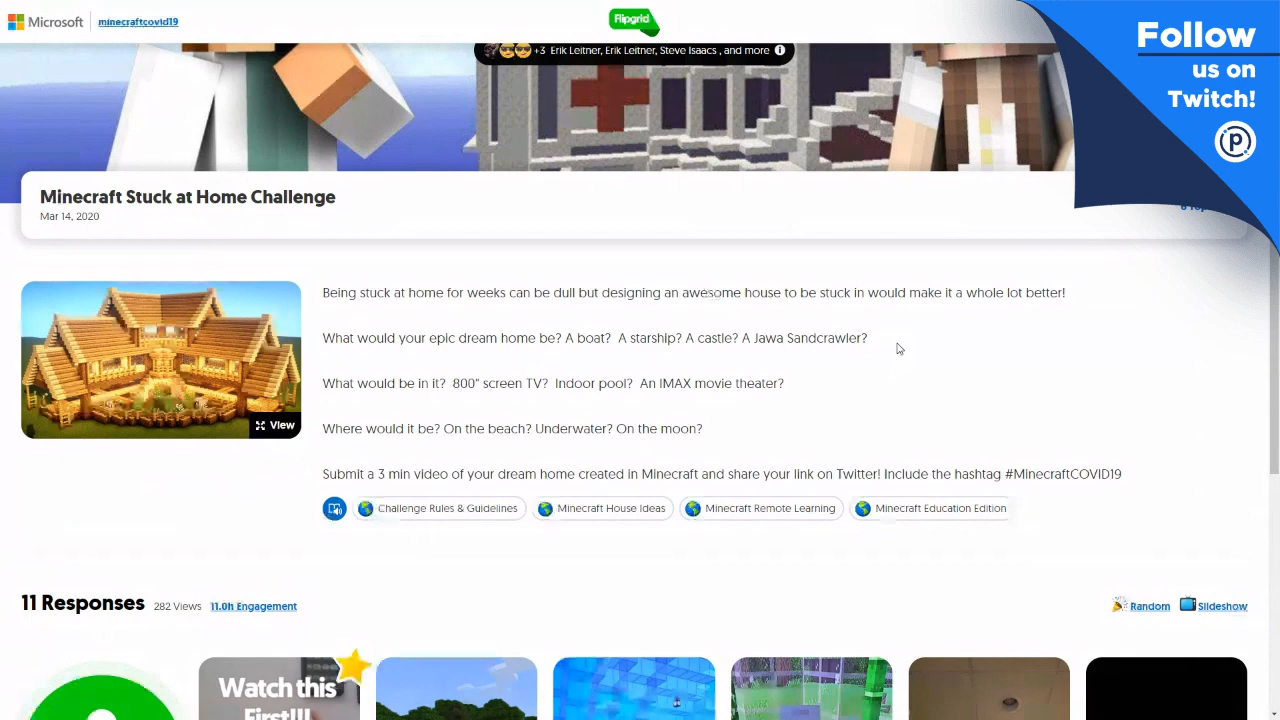 Microsoft
minecraftcovid19
Flipgrid
Follow
us on
Twitch!
+3 Erik Leitner, Erik Leitner, Steve Isaacs , and more
Minecraft Stuck at Home Challenge
Mar 14, 2020
Being stuck at home for weeks can be dull but designing an awesome house to be stuck in would make it a whole lot better!
What would your epic dream home be? A boat? A starship? A castle? A Jawa Sandcrawler?
What would be in it? 800" screen TV? Indoor pool? An IMAX movie theater?
View
Where would it be? On the beach? Underwater? On the moon?
Submit a 3 min video of your dream home created in Minecraft and share your link on Twitter! Include the hashtag #MinecraftCOVID19
Challenge Rules & Guidelines
Minecraft House Ideas
Minecraft Remote Learning
Minecraft Education Edition
11 Responses 282 Views 11.0h Engagement
Random
Slideshow
Watch this
First!!!